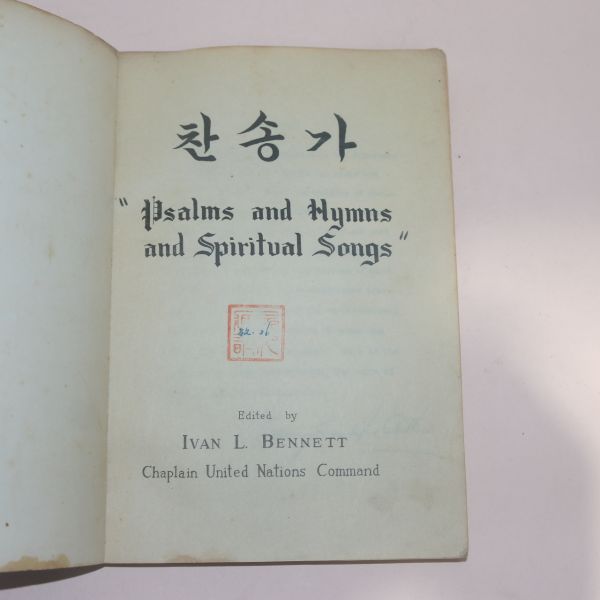 찬송가
"Psalms and Hymns
and Spiritual Songs"
Edited by
IVAN L. BENNETT
Chaplain United Nations Command